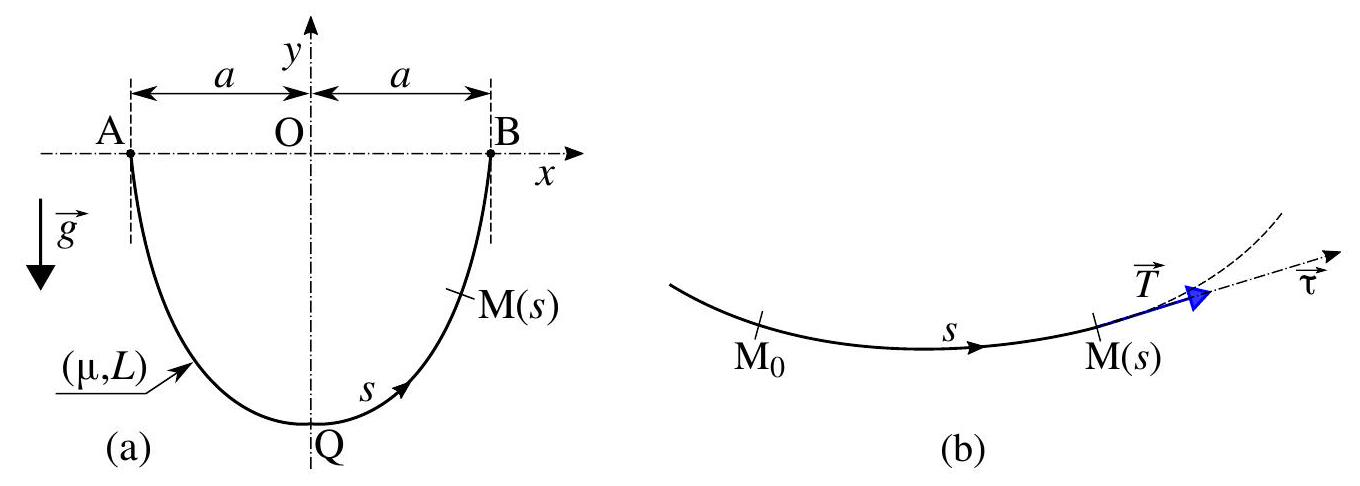 y
a a
A O B
x
g⃗
M(s)
(μ,L)
s
Q
(a)
T⃗
τ⃗
s
M₀ M(s)
(b)